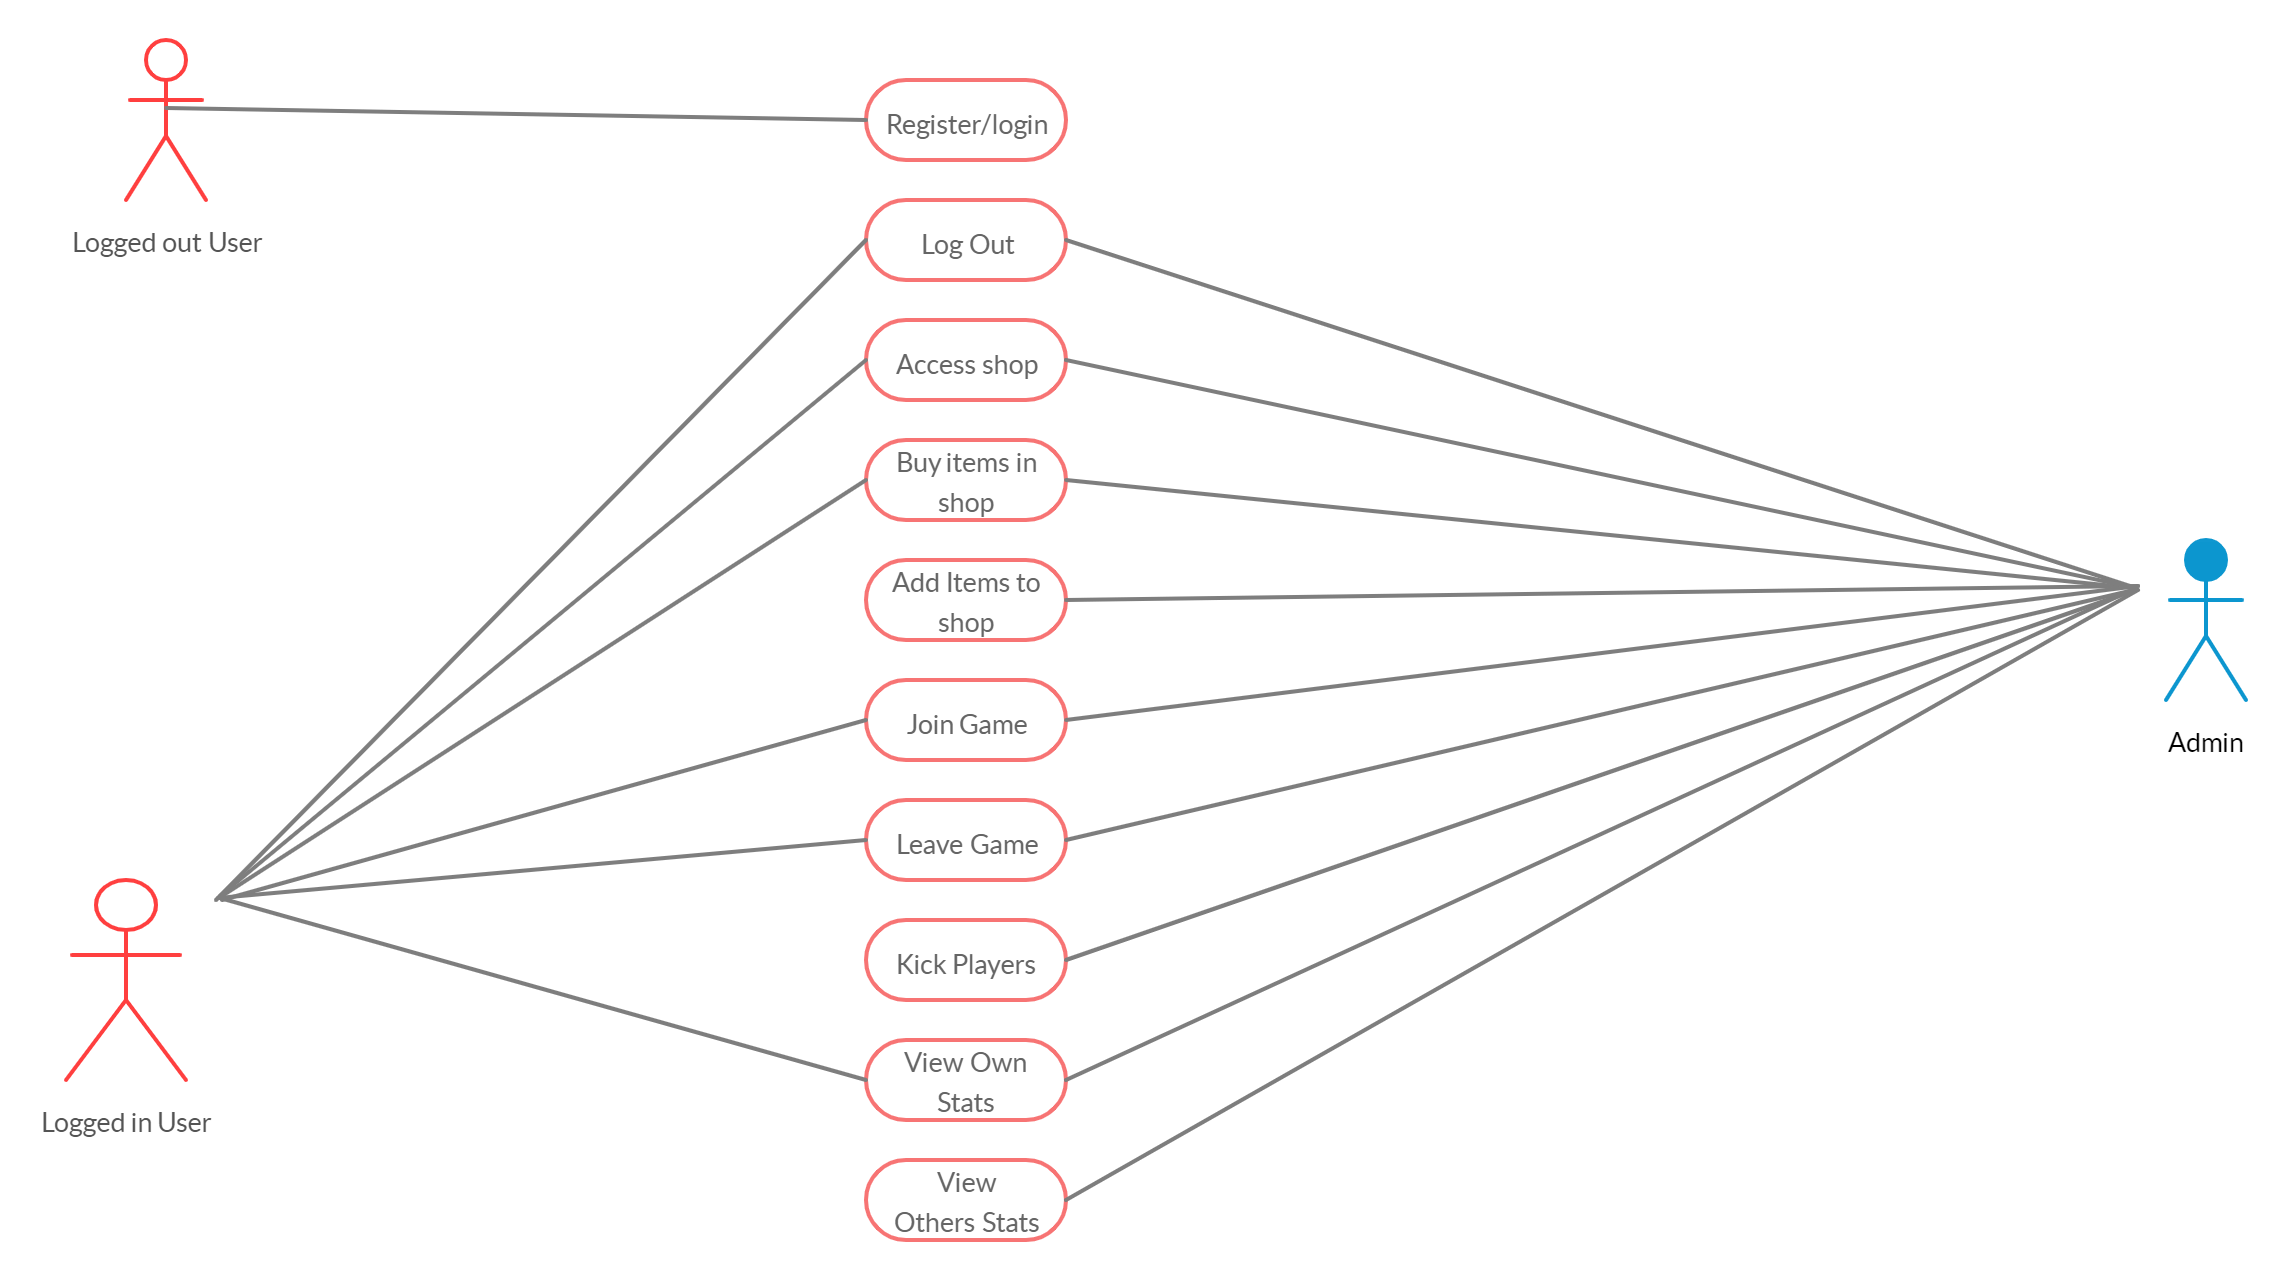 Register/login
Logged out User
Log Out
Access shop
Buy items in
shop
Add Items to
shop
Join Game
Admin
Leave Game
Kick Players
View Own
Stats
Logged in User
View
Others Stats